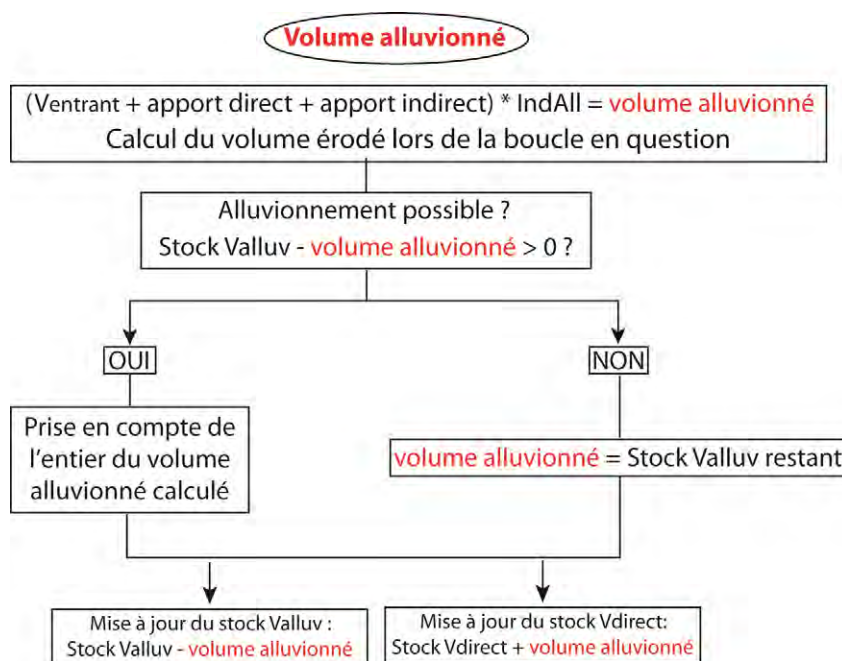 Volume alluvionné
(Ventrant + apport direct + apport indirect) * IndAll = volume alluvionné
Calcul du volume érodé lors de la boucle en question
Alluvionnement possible ?
Stock Valluv - volume alluvionné > 0 ?
OUI
NON
Prise en compte de
l'entier du volume
alluvionné calculé
volume alluvionné = Stock Valluv restant
Mise à jour du stock Valluv :
Stock Valluv - volume alluvionné
Mise à jour du stock Vdirect:
Stock Vdirect + volume alluvionné